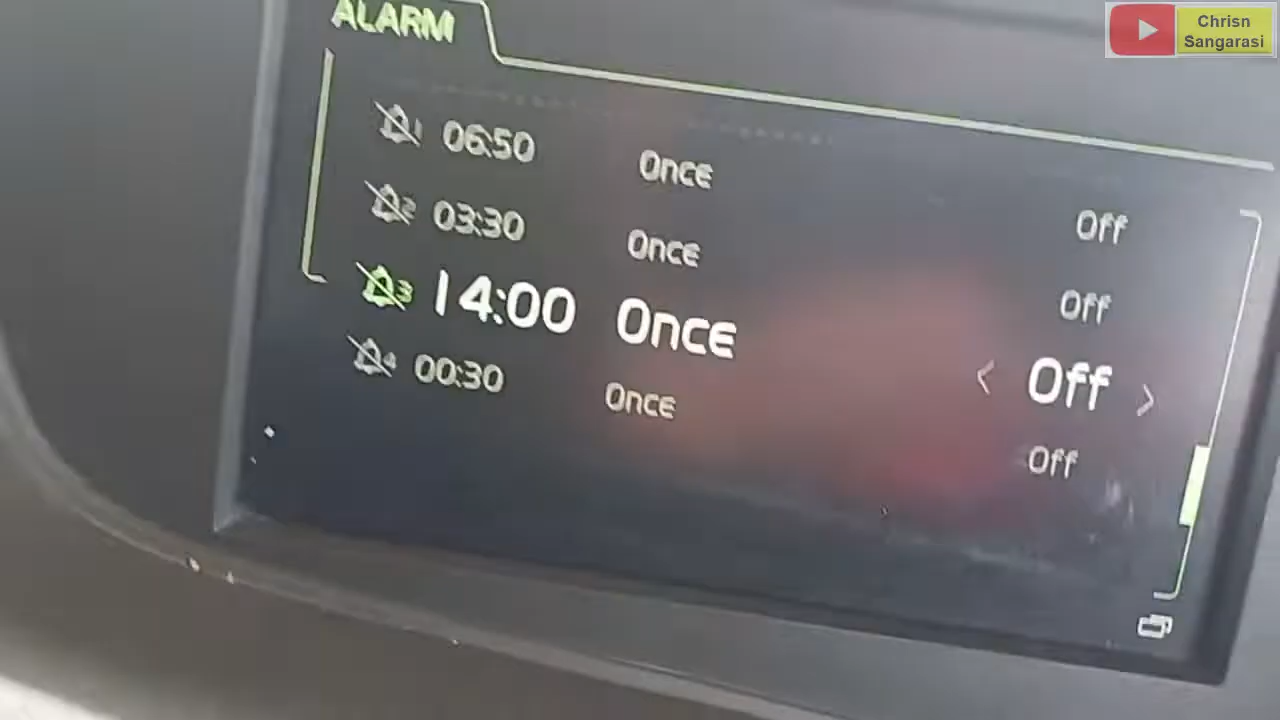 Chrisn
Sangarasi
ALARM
1 06:50 Once Off
2 03:30 Once Off
3 14:00 Once < Off >
4 00:30 Once Off